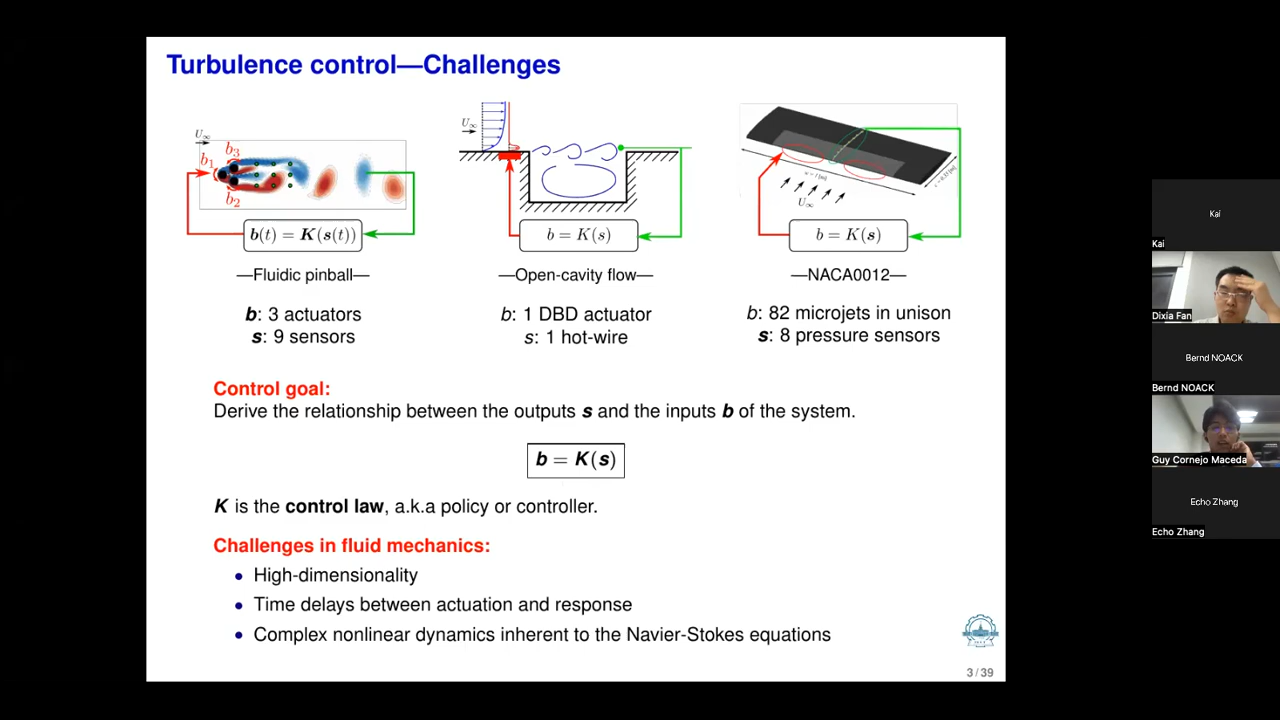 Turbulence control—Challenges
U∞
b₁
b₃
b₂
b(t) = K(s(t))
—Fluidic pinball—
b: 3 actuators
s: 9 sensors
U∞
b = K(s)
—Open-cavity flow—
b: 1 DBD actuator
s: 1 hot-wire
U∞
b = K(s)
—NACA0012—
b: 82 microjets in unison
s: 8 pressure sensors
Control goal:
Derive the relationship between the outputs s and the inputs b of the system.
b = K(s)
K is the control law, a.k.a policy or controller.
Challenges in fluid mechanics:
• High-dimensionality
• Time delays between actuation and response
• Complex nonlinear dynamics inherent to the Navier-Stokes equations
3 / 39
Kai
Kai
Dixia Fan
Bernd NOACK
Bernd NOACK
Guy Cornejo Maceda
Echo Zhang
Echo Zhang